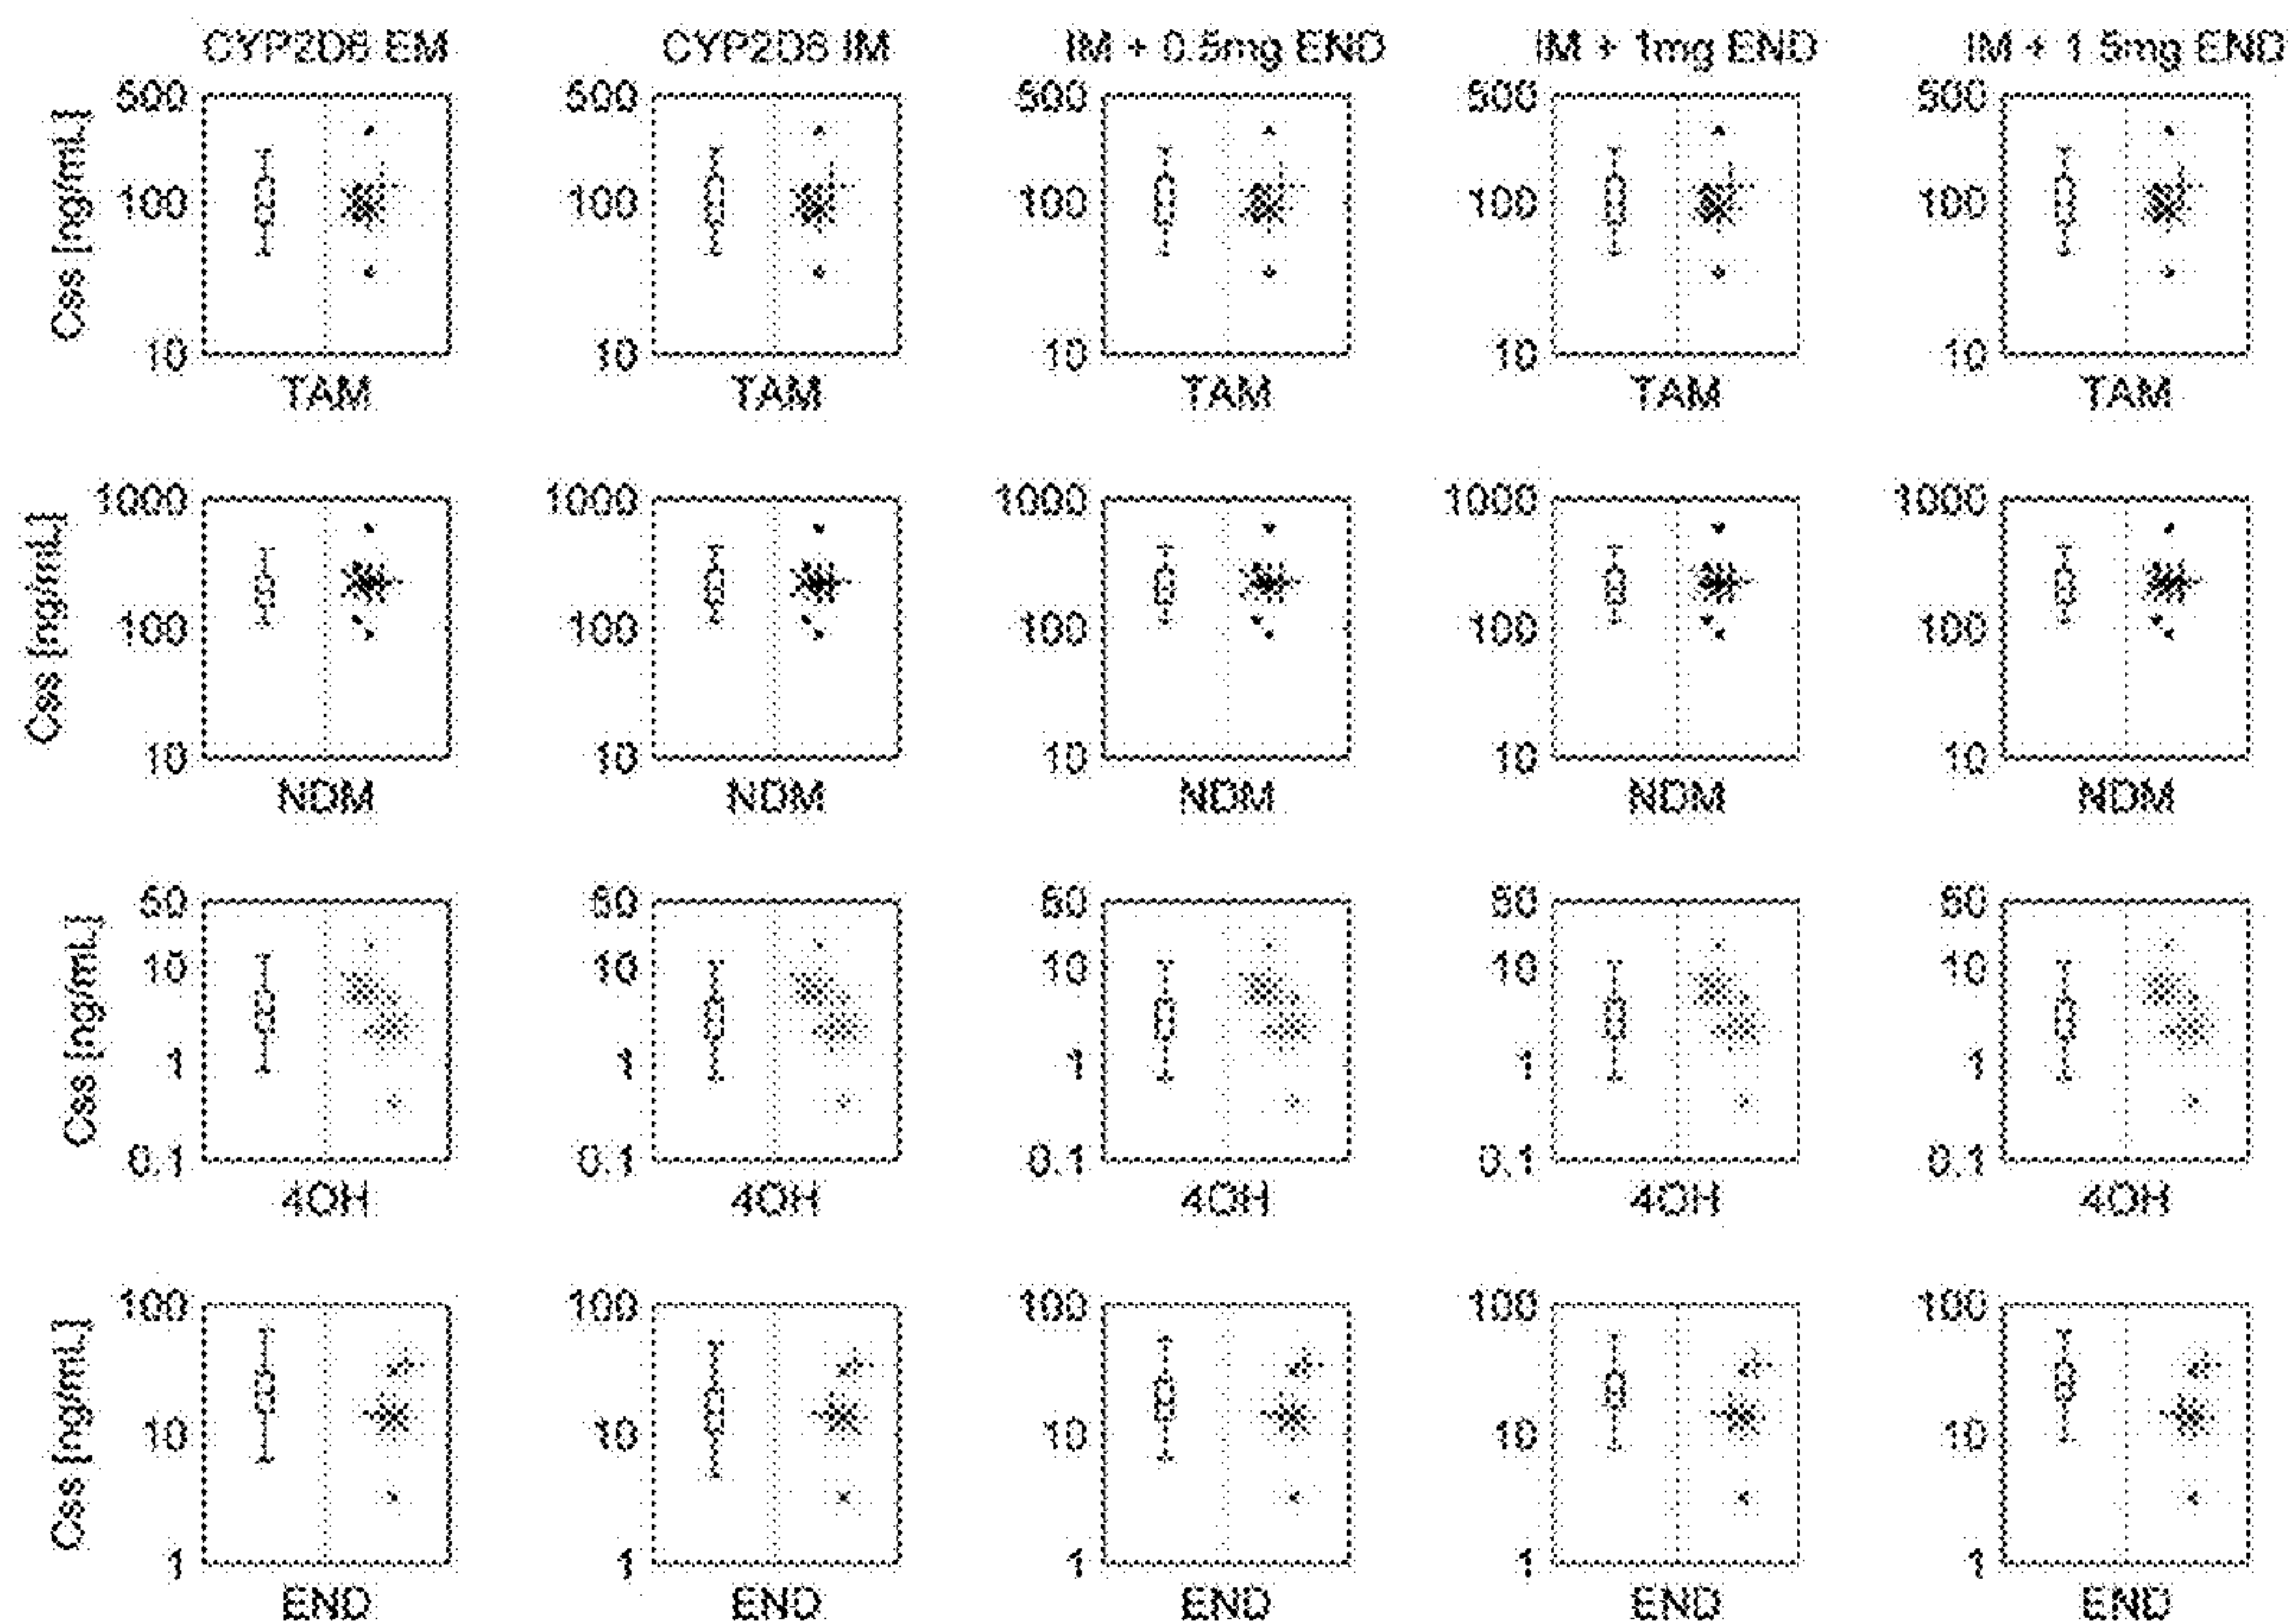 CYP2D6 EM CYP2D6 IM IM + 0.5mg END IM + 1mg END IM + 1.5mg END
Css [ng/mL] 500 500 500 500 500
100 100 100 100 100
10 10 10 10 10
TAM TAM TAM TAM TAM
Css [ng/mL] 1000 1000 1000 1000 1000
100 100 100 100 100
10 10 10 10 10
NDM NDM NDM NDM NDM
Css [ng/mL] 50 50 50 50 50
10 10 10 10 10
1 1 1 1 1
0.1 0.1 0.1 0.1 0.1
4OH 4OH 4OH 4OH 4OH
Css [ng/mL] 100 100 100 100 100
10 10 10 10 10
1 1 1 1 1
END END END END END